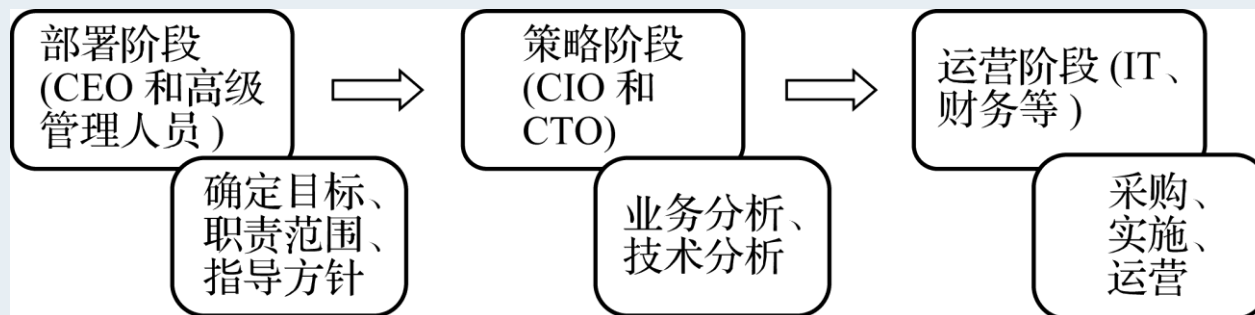 部署阶段
(CEO 和高级
管理人员 )
确定目标、
职责范围、
指导方针
策略阶段
(CIO 和
CTO)
业务分析、
技术分析
运营阶段 (IT、
财务等 )
采购、
实施、
运营